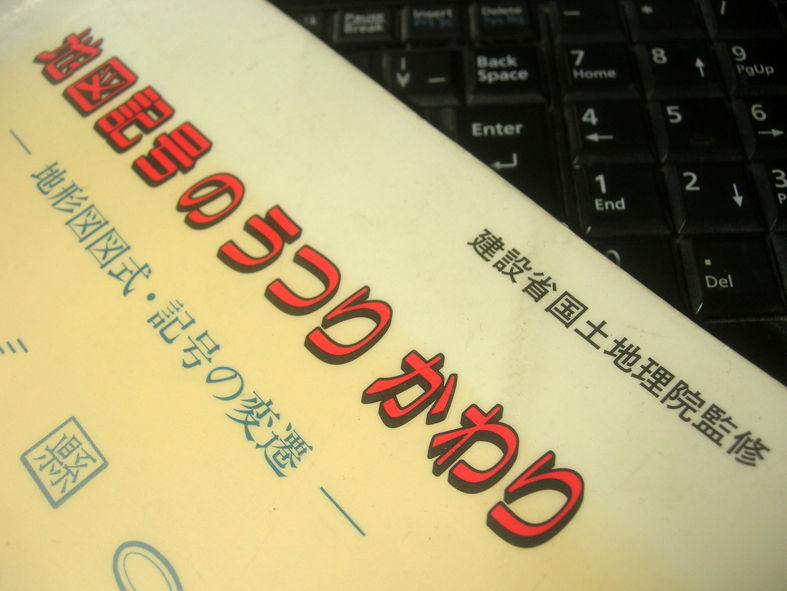 建設省国土地理院監修
地図記号のうつりかわり
― 地形図図式・記号の変遷 ―
縣
Pause
Break
Insert
Delete
–
*
/
Back
Space
7
Home
8
9
PgUp
Enter
4
5
6
1
End
2
3
.
Del